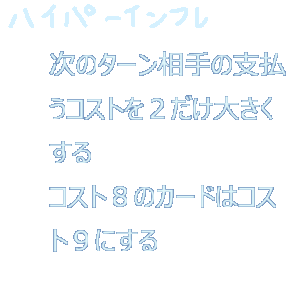 ハイパーインフレ
次のターン相手の支払
うコストを２だけ大きく
する
コスト８のカードはコス
ト９にする